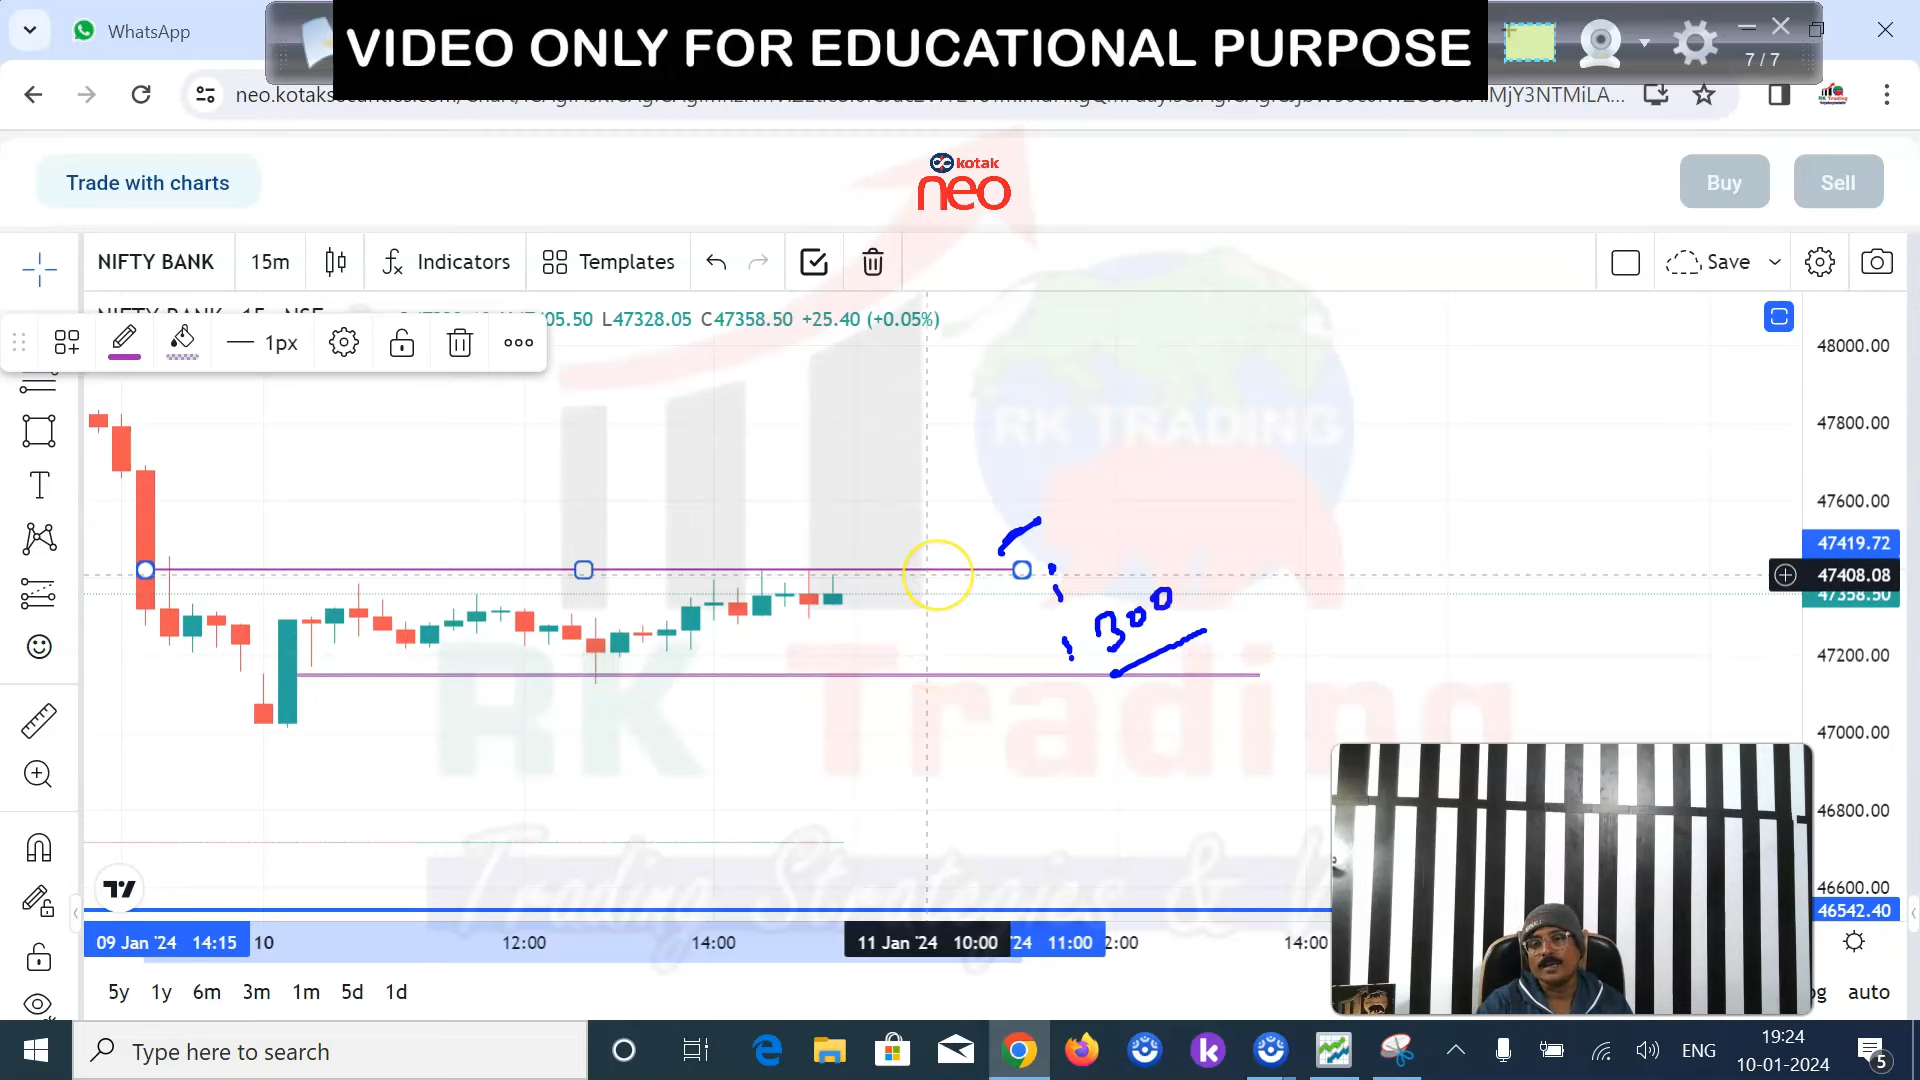 WhatsApp
VIDEO ONLY FOR EDUCATIONAL PURPOSE
7 / 7
Trade with charts
kotak
neo
Buy
Sell
NIFTY BANK
15m
Indicators
Templates
Save
L47328.05 C47358.50 +25.40 (+0.05%)
1px
48000.00
47800.00
47600.00
47419.72
47408.08
47358.50
47200.00
47000.00
46800.00
46600.00
46542.40
RK TRADING
300
RK Trading
Trading Strategies &
09 Jan '24 14:15
10
12:00
14:00
11 Jan '24 10:00
'24 11:00
2:00
14:00
5y
1y
6m
3m
1m
5d
1d
auto
Type here to search
ENG
19:24
10-01-2024
5